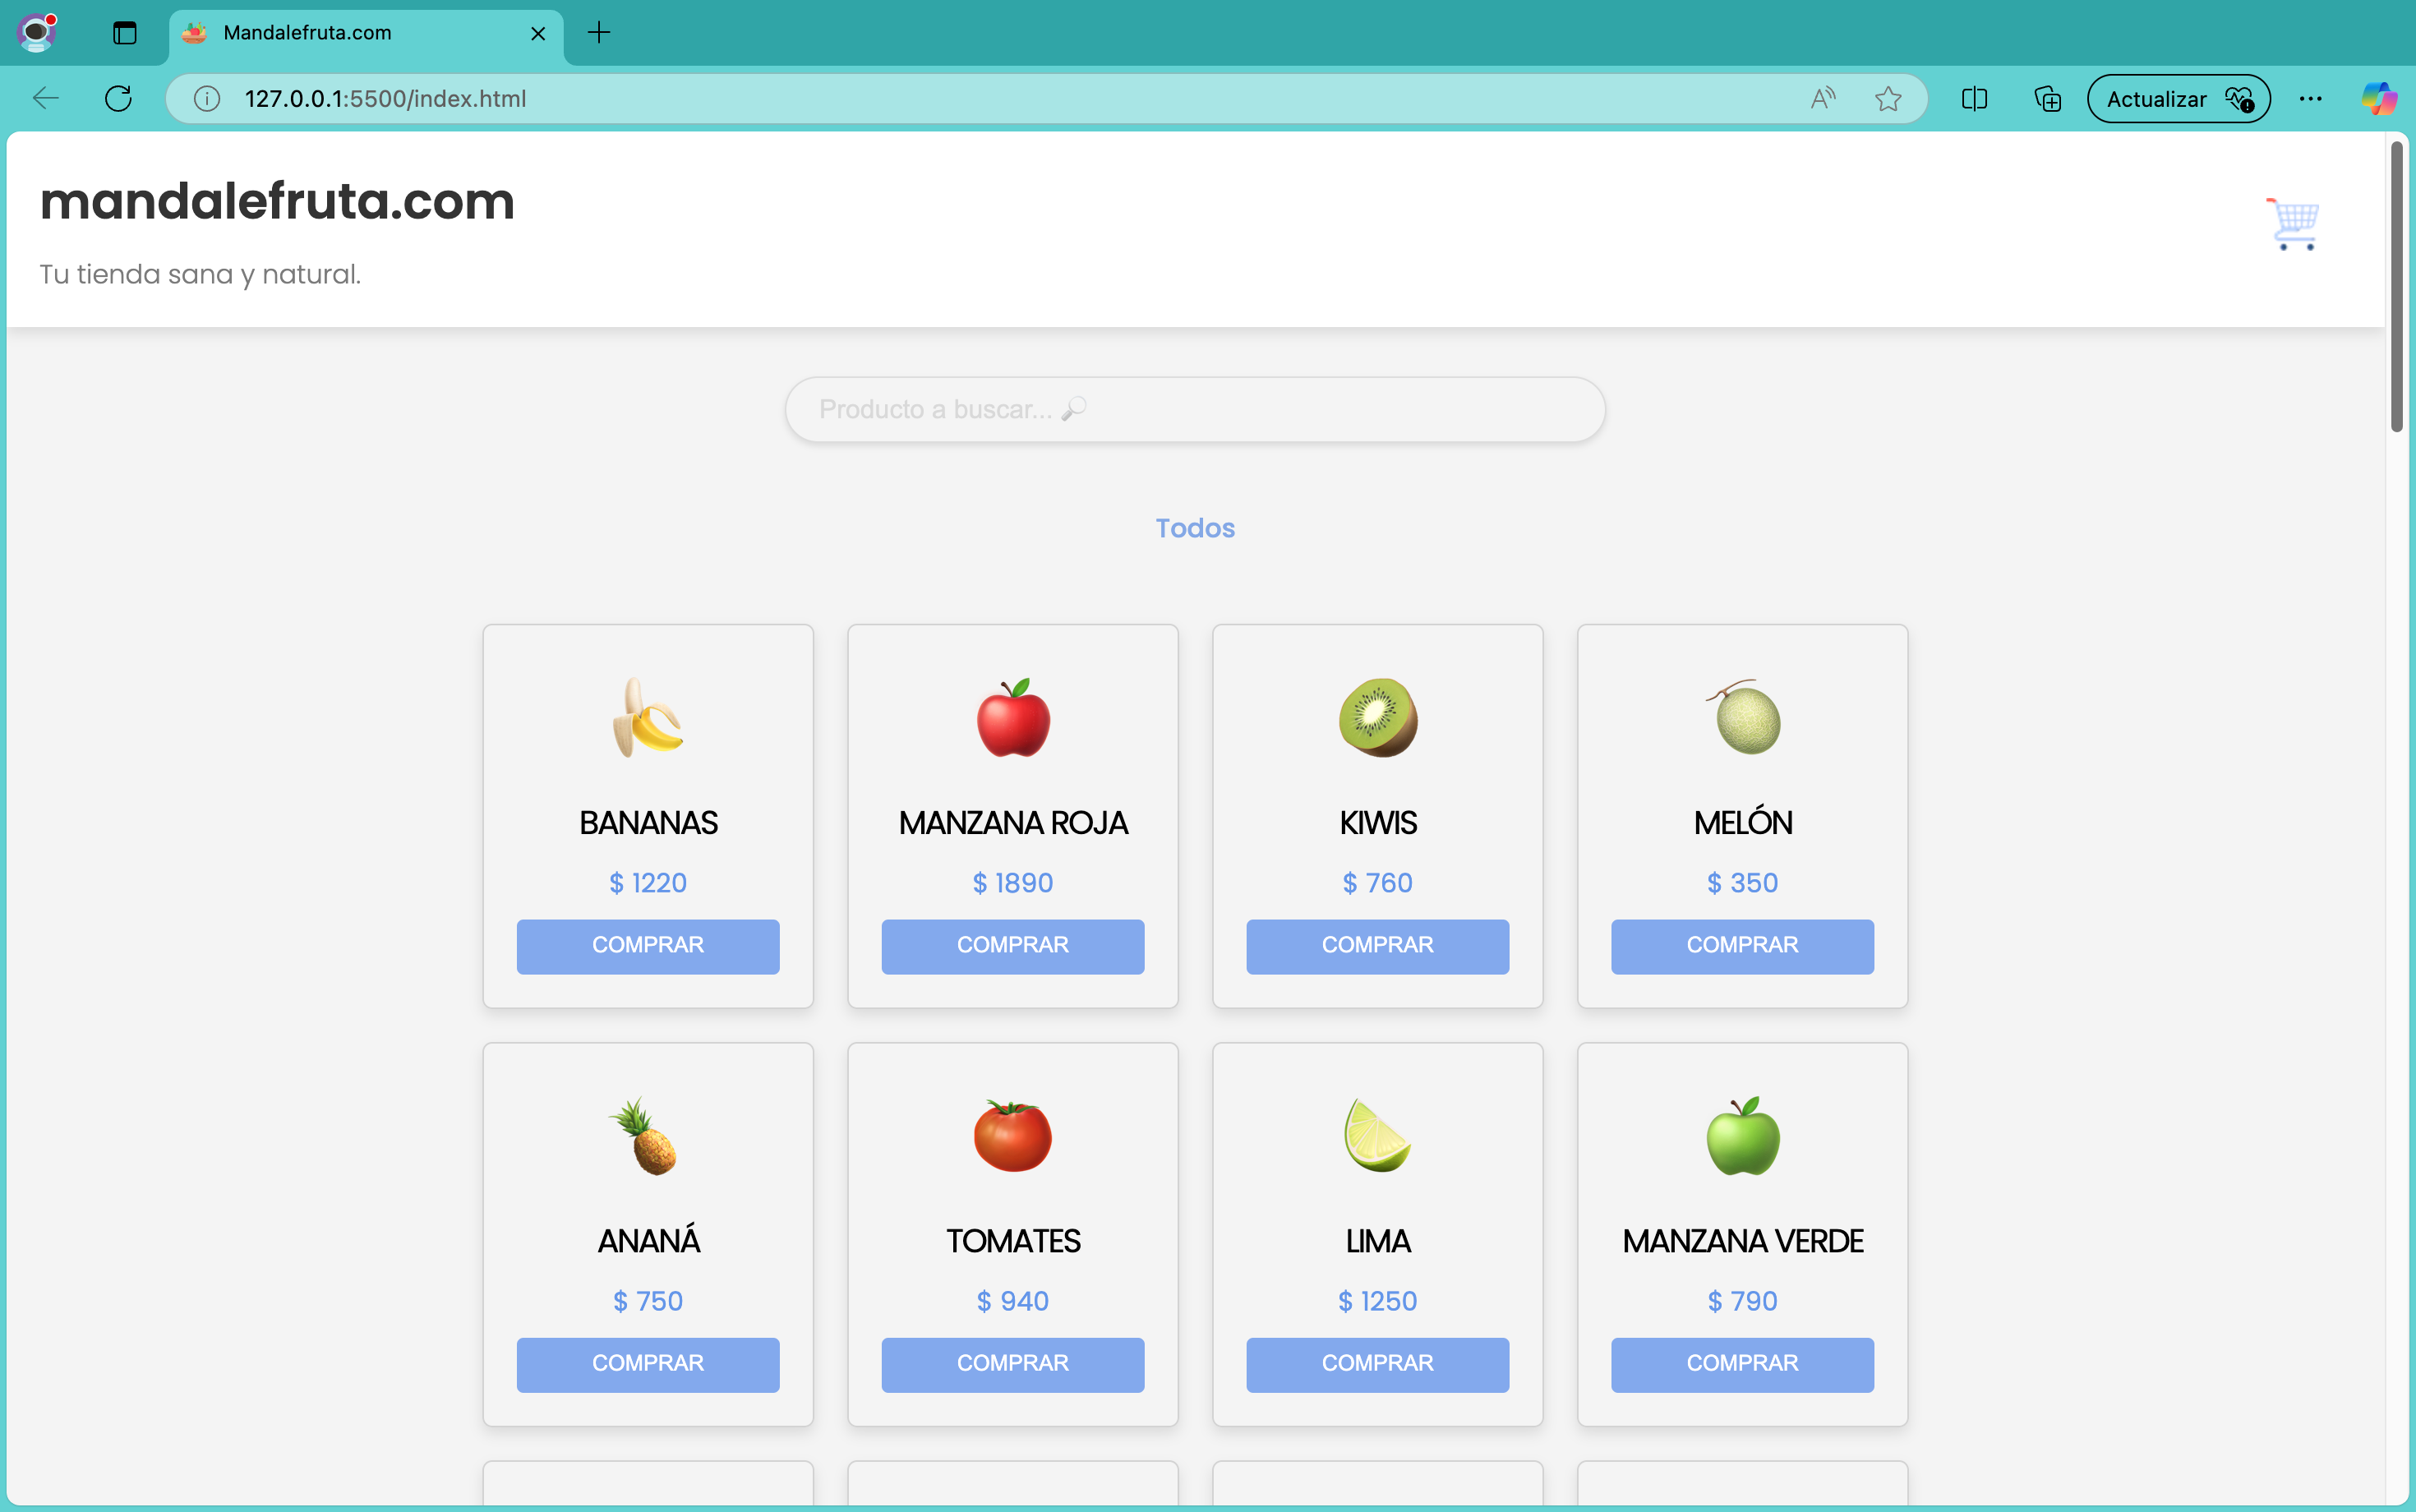 Mandalefruta.com
127.0.0.1:5500/index.html
Actualizar
mandalefruta.com
Tu tienda sana y natural.
Producto a buscar... 🔎
Todos
BANANAS
$ 1220
COMPRAR
MANZANA ROJA
$ 1890
COMPRAR
KIWIS
$ 760
COMPRAR
MELÓN
$ 350
COMPRAR
ANANÁ
$ 750
COMPRAR
TOMATES
$ 940
COMPRAR
LIMA
$ 1250
COMPRAR
MANZANA VERDE
$ 790
COMPRAR